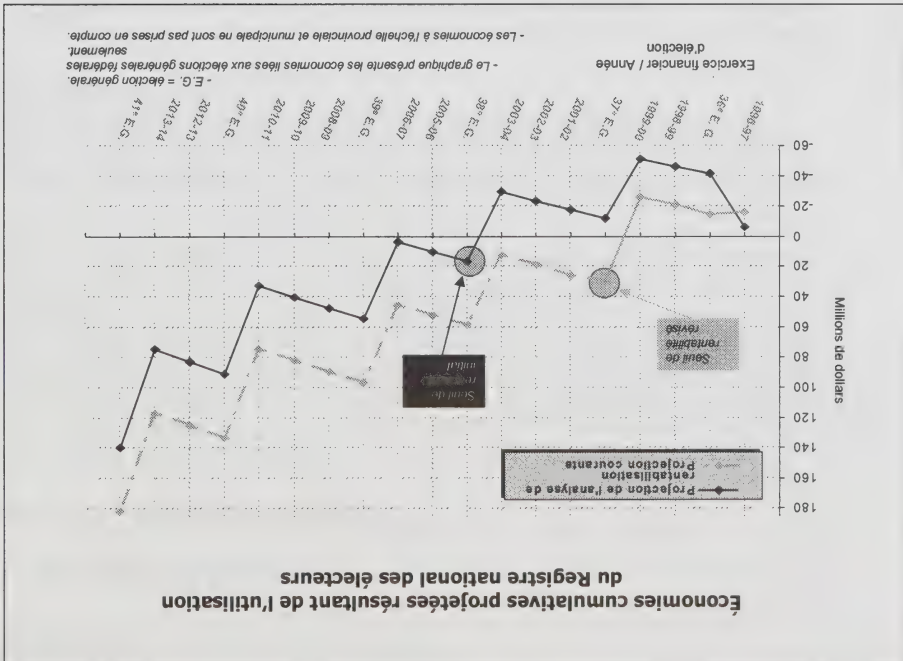 Économies cumulatives projetées résultant de l'utilisation
du Registre national des électeurs
Millions de dollars
180
160
140
120
100
80
60
40
20
0
-20
-40
-60
Projection de l'analyse de
rentabilisation
Projection courante
Seuil de
rentabilité
révisé
Seuil de
initial
1996-97
36e E.G.
1998-99
1999-00
37e E.G.
2001-02
2002-03
2003-04
38e E.G.
2005-06
2006-07
39e E.G.
2008-09
2009-10
2010-11
40e E.G.
2012-13
2013-14
41e E.G.
Exercice financier / Année
d'élection
- E.G. = élection générale.
- Le graphique présente les économies liées aux élections générales fédérales
seulement.
- Les économies à l'échelle provinciale et municipale ne sont pas prises en compte.